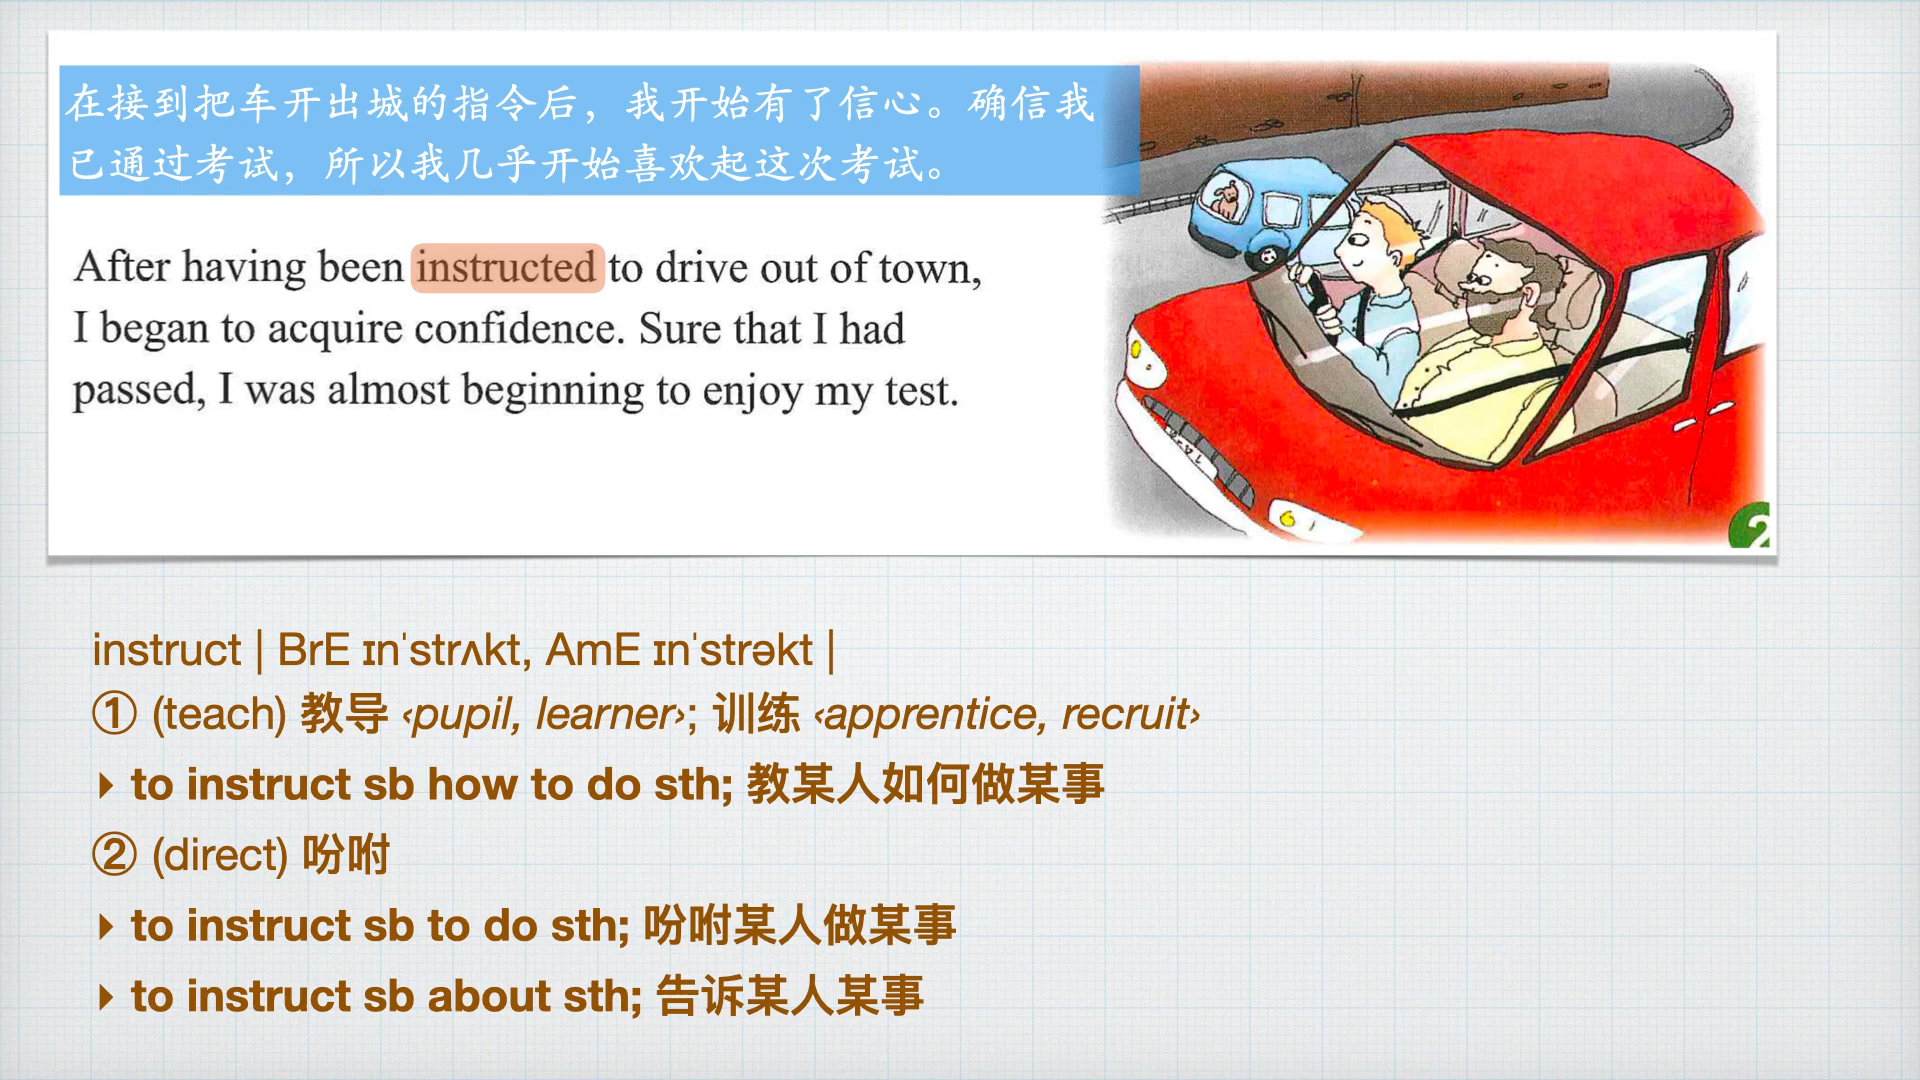 在接到把车开出城的指令后，我开始有了信心。确信我
已通过考试，所以我几乎开始喜欢起这次考试。
After having been instructed to drive out of town,
I began to acquire confidence. Sure that I had
passed, I was almost beginning to enjoy my test.
2
instruct | BrE ɪnˈstrʌkt, AmE ɪnˈstrəkt |
① (teach) 教导 ‹pupil, learner›; 训练 ‹apprentice, recruit›
▸ to instruct sb how to do sth; 教某人如何做某事
② (direct) 吩咐
▸ to instruct sb to do sth; 吩咐某人做某事
▸ to instruct sb about sth; 告诉某人某事